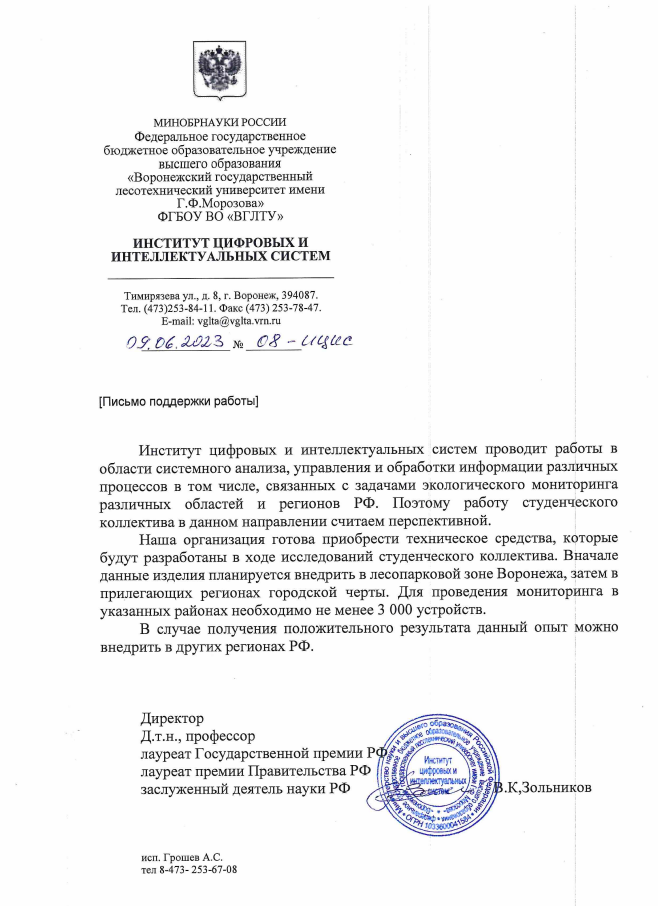 МИНОБРНАУКИ РОССИИ
Федеральное государственное
бюджетное образовательное учреждение
высшего образования
«Воронежский государственный
лесотехнический университет имени
Г.Ф.Морозова»
ФГБОУ ВО «ВГЛТУ»
ИНСТИТУТ ЦИФРОВЫХ И
ИНТЕЛЛЕКТУАЛЬНЫХ СИСТЕМ
Тимирязева ул., д. 8, г. Воронеж, 394087.
Тел. (473)253-84-11. Факс (473) 253-78-47.
E-mail: vglta@vglta.vrn.ru
09.06.2023 № 08 - ИЦИС
[Письмо поддержки работы]
Институт цифровых и интеллектуальных систем проводит работы в
области системного анализа, управления и обработки информации различных
процессов в том числе, связанных с задачами экологического мониторинга
различных областей и регионов РФ. Поэтому работу студенческого
коллектива в данном направлении считаем перспективной.
Наша организация готова приобрести техническое средства, которые
будут разработаны в ходе исследований студенческого коллектива. Вначале
данные изделия планируется внедрить в лесопарковой зоне Воронежа, затем в
прилегающих регионах городской черты. Для проведения мониторинга в
указанных районах необходимо не менее 3 000 устройств.
В случае получения положительного результата данный опыт можно
внедрить в других регионах РФ.
Директор
Д.т.н., профессор
лауреат Государственной премии РФ
лауреат премии Правительства РФ
заслуженный деятель науки РФ В.К,Зольников
Институт
цифровых и
интеллектуальных
систем
исп. Грошев А.С.
тел 8-473- 253-67-08